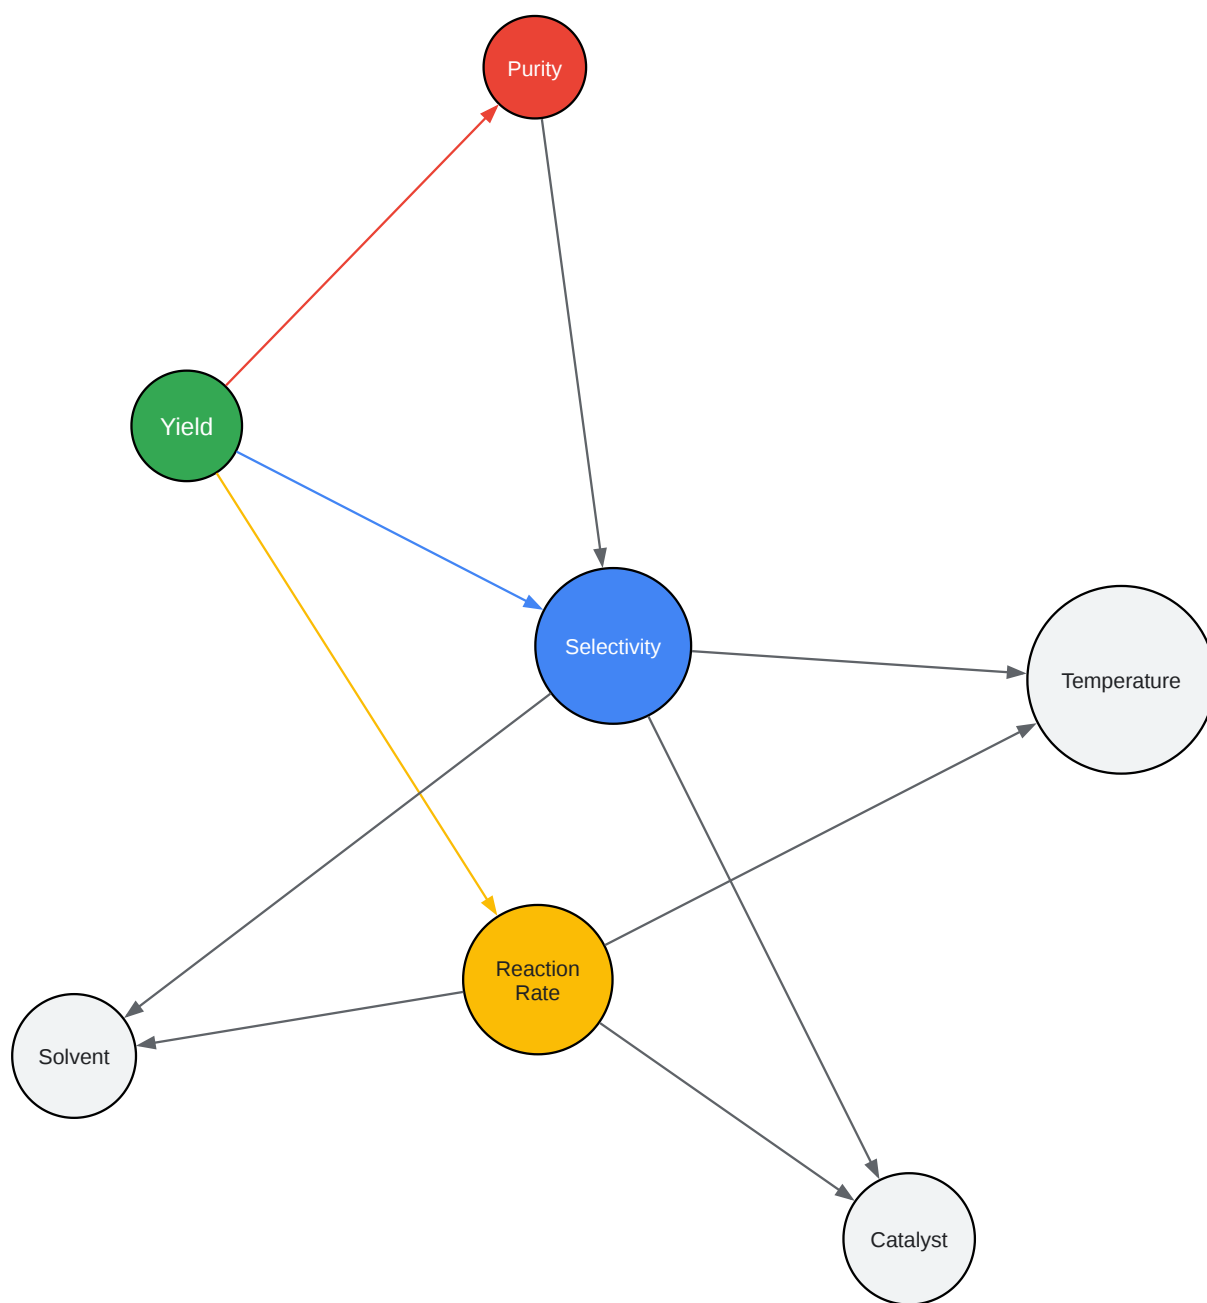 Purity
Yield
Selectivity
Temperature
Reaction
Rate
Solvent
Catalyst